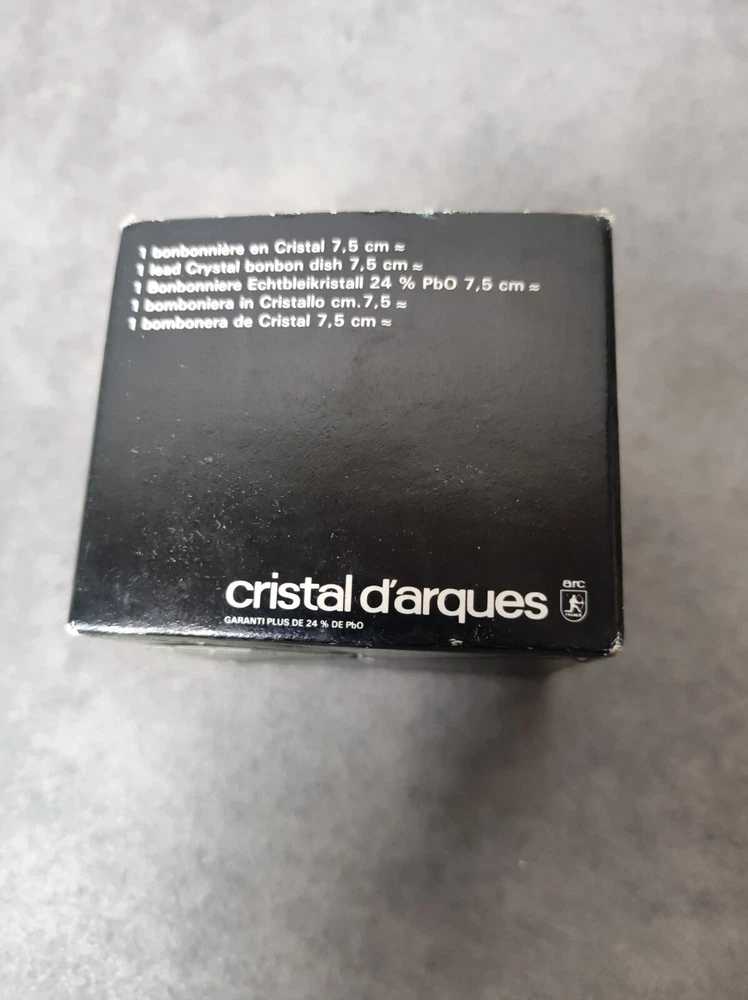 1 bonbonnière en Cristal 7,5 cm ≈
1 lead Crystal bonbon dish 7,5 cm ≈
1 Bonbonniere Echtbleikristall 24 % PbO 7,5 cm ≈
1 bomboniera in Cristallo cm. 7,5 ≈
1 bombonera de Cristal 7,5 cm ≈
arc
cristal d'arques
FRANCE
GARANTI PLUS DE 24 % DE PbO